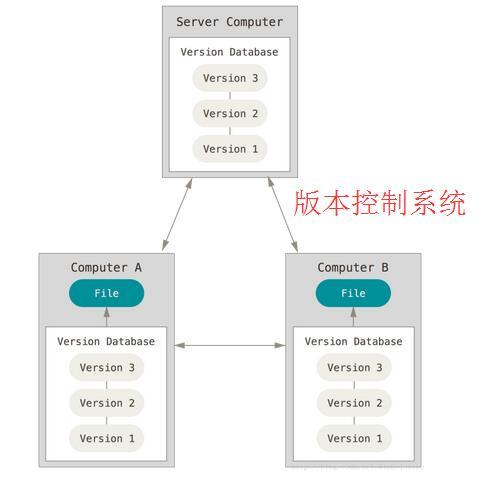 Server Computer
Version Database
Version 3
Version 2
Version 1
版本控制系统
Computer A
File
Version Database
Version 3
Version 2
Version 1
Computer B
File
Version Database
Version 3
Version 2
Version 1